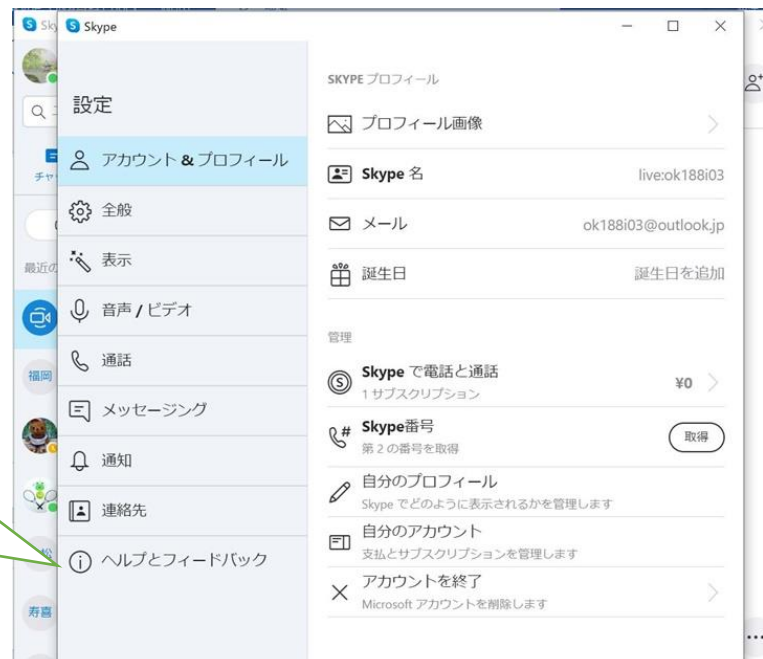 Skype
設定
アカウント & プロフィール
全般
表示
音声 / ビデオ
通話
メッセージング
通知
連絡先
ヘルプとフィードバック
SKYPE プロフィール
プロフィール画像
Skype 名 live:ok188i03
メール ok188i03@outlook.jp
誕生日 誕生日を追加
管理
Skype で電話と通話 ¥0
1 サブスクリプション
Skype番号 取得
第 2 の番号を取得
自分のプロフィール
Skype でどのように表示されるかを管理します
自分のアカウント
支払とサブスクリプションを管理します
アカウントを終了
Microsoft アカウントを削除します
チャ
最近の
福岡
寿喜